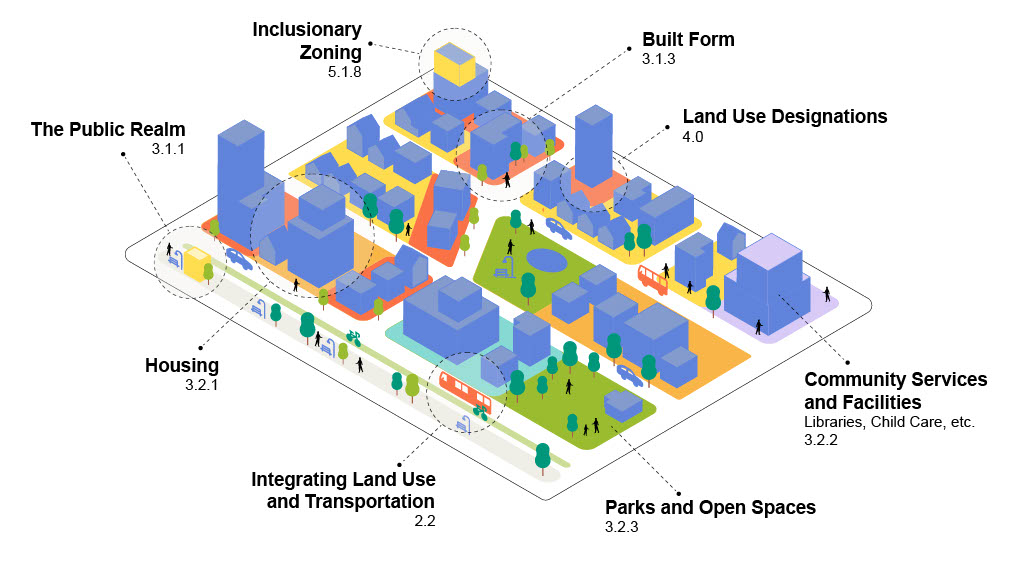 Inclusionary
Zoning
5.1.8
Built Form
3.1.3
Land Use Designations
4.0
The Public Realm
3.1.1
Housing
3.2.1
Community Services
and Facilities
Libraries, Child Care, etc.
3.2.2
Integrating Land Use
and Transportation
2.2
Parks and Open Spaces
3.2.3